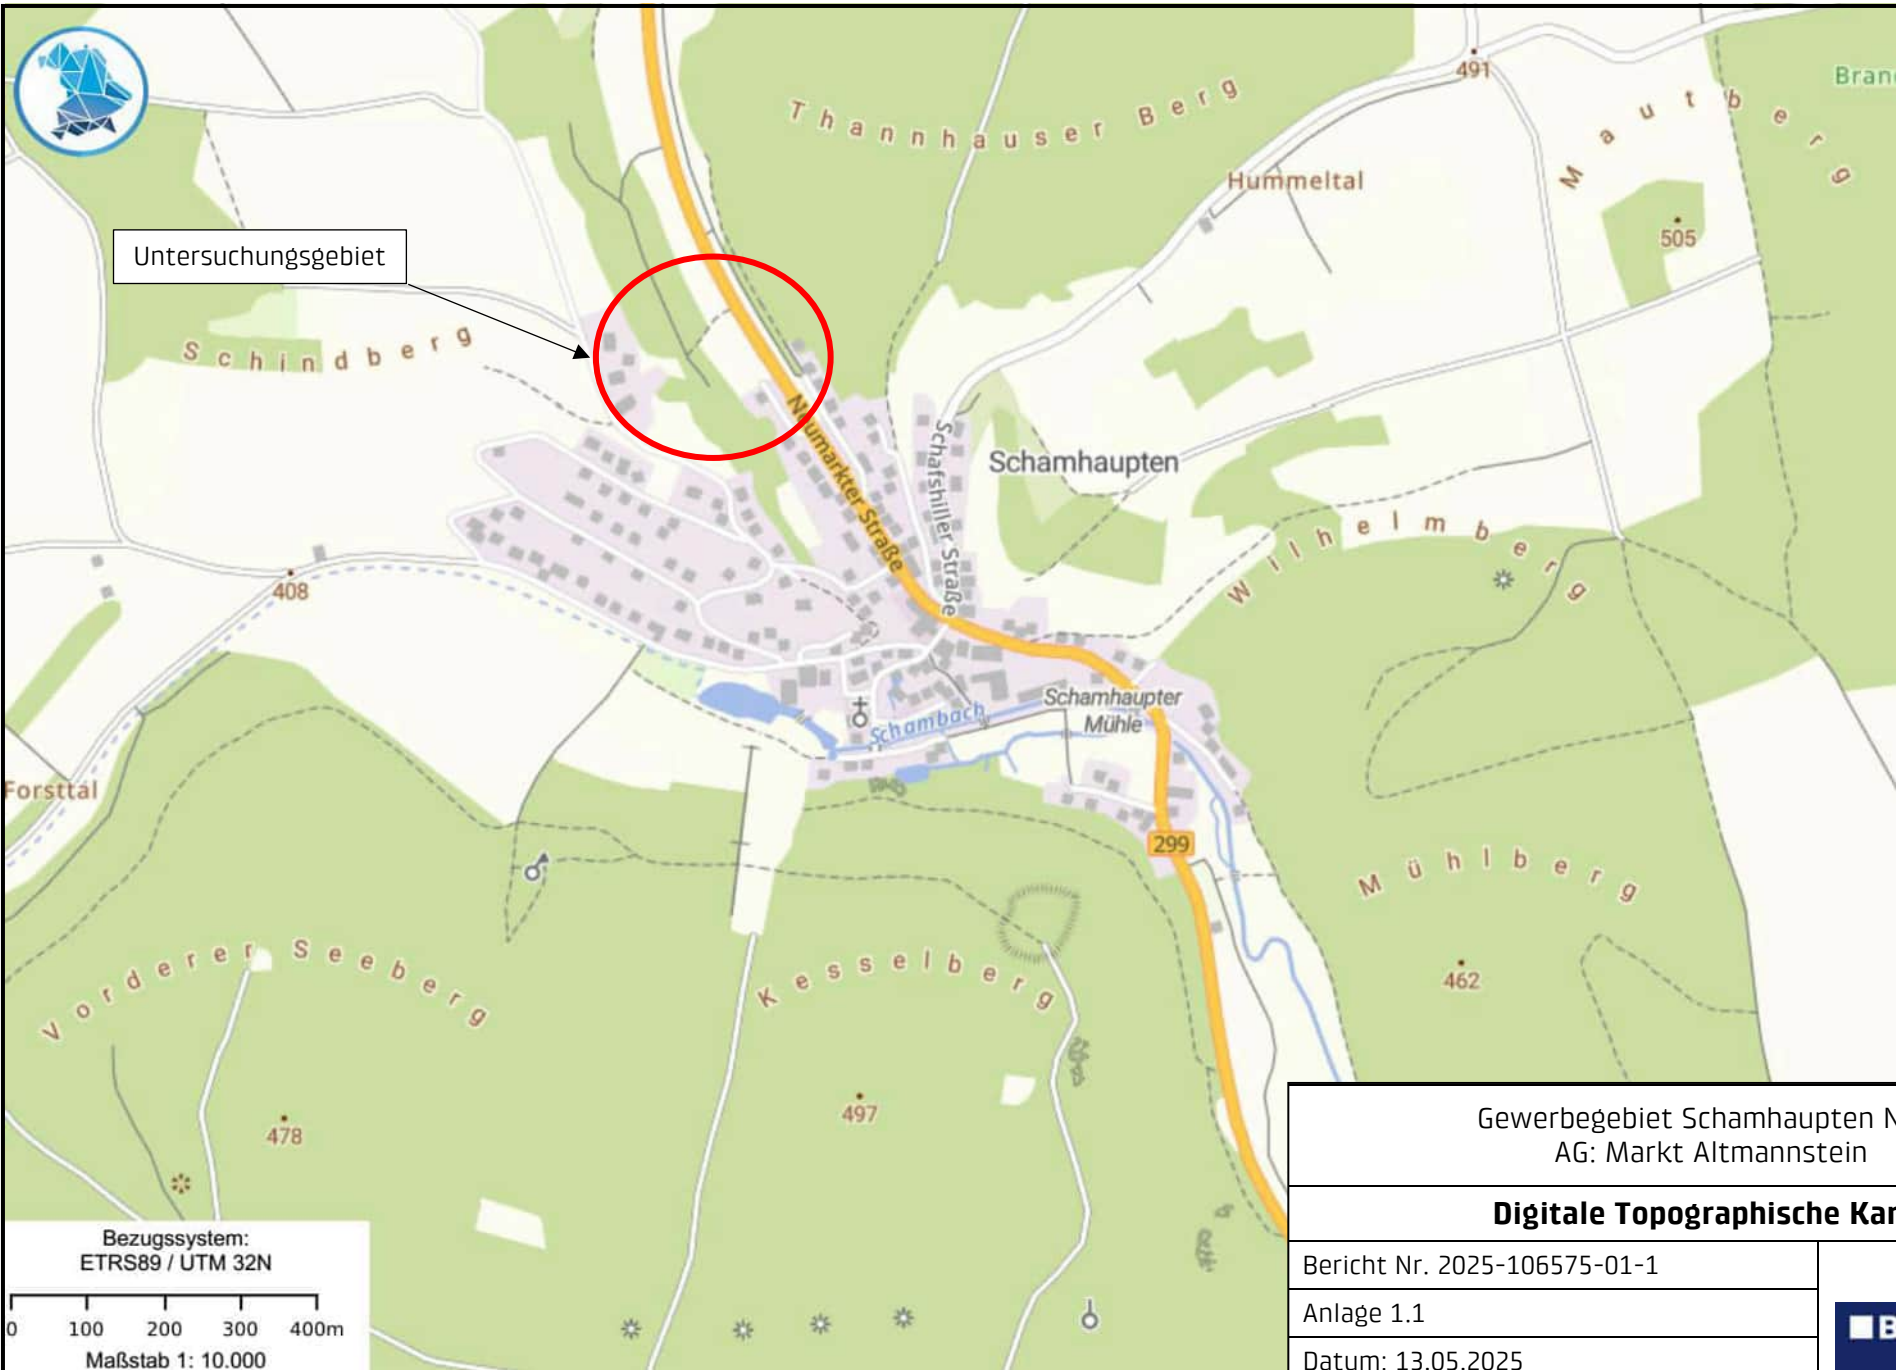 491
Thannhauser Berg
Mautberg
Hummeltal
505
Untersuchungsgebiet
Schindberg
Neumarkter Straße
Schafshiller Straße
Schamhaupten
Wilhelmberg
408
Schamhaupter
Mühle
Schambach
Forsttal
299
Mühlberg
Vorderer Seeberg
Kesselberg
462
497
478
Gewerbegebiet Schamhaupten N
AG: Markt Altmannstein
Digitale Topographische Kar
Bericht Nr. 2025-106575-01-1
Anlage 1.1
Datum: 13.05.2025
Bezugssystem:
ETRS89 / UTM 32N
0 100 200 300 400m
Maßstab 1: 10.000